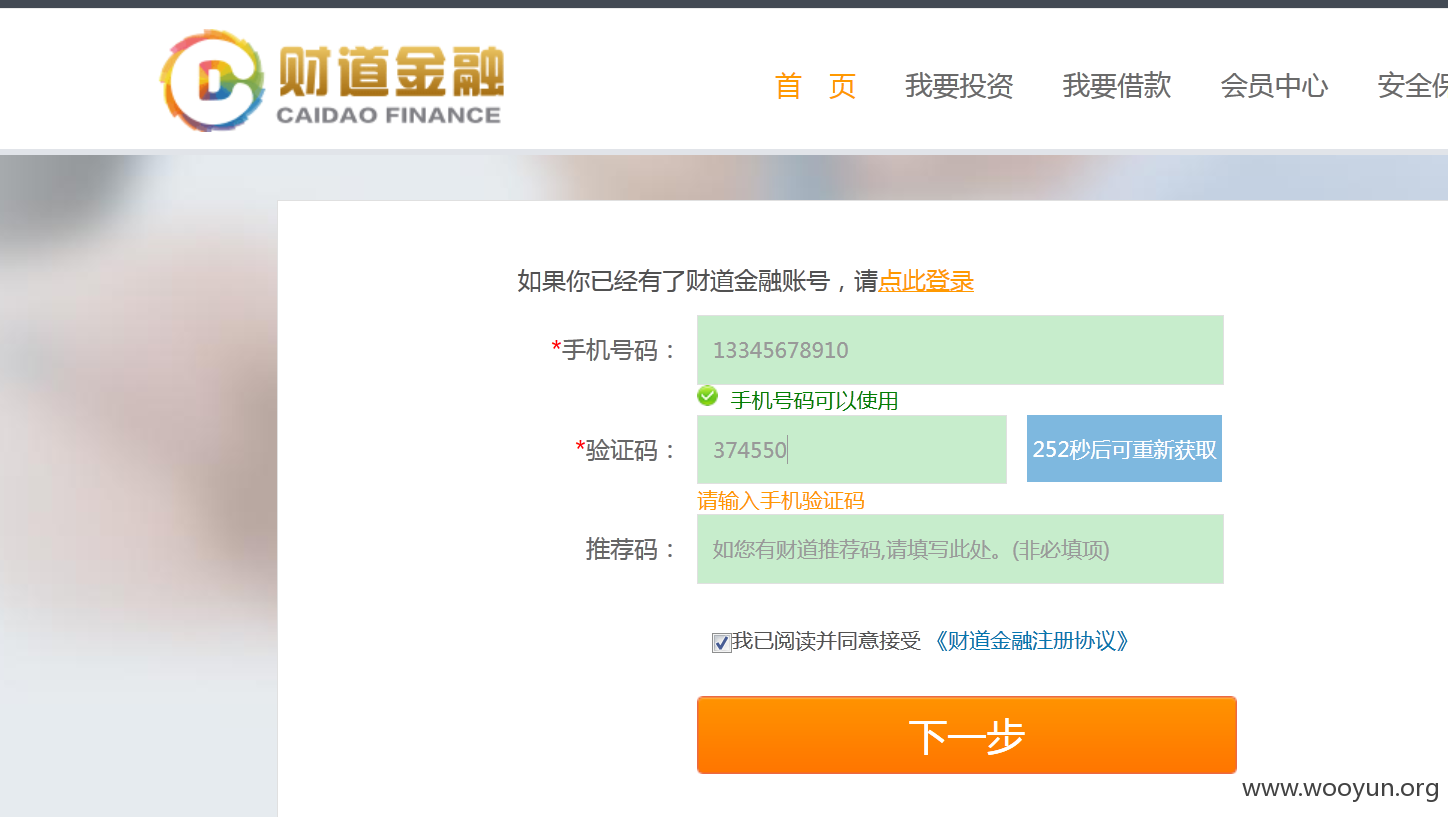 财道金融
CAIDAO FINANCE
首 页 我要投资 我要借款 会员中心 安全保
如果你已经有了财道金融账号，请点此登录
*手机号码： 13345678910
手机号码可以使用
*验证码： 374550 252秒后可重新获取
请输入手机验证码
推荐码： 如您有财道推荐码,请填写此处。(非必填项)
我已阅读并同意接受 《财道金融注册协议》
下一步
www.wooyun.org